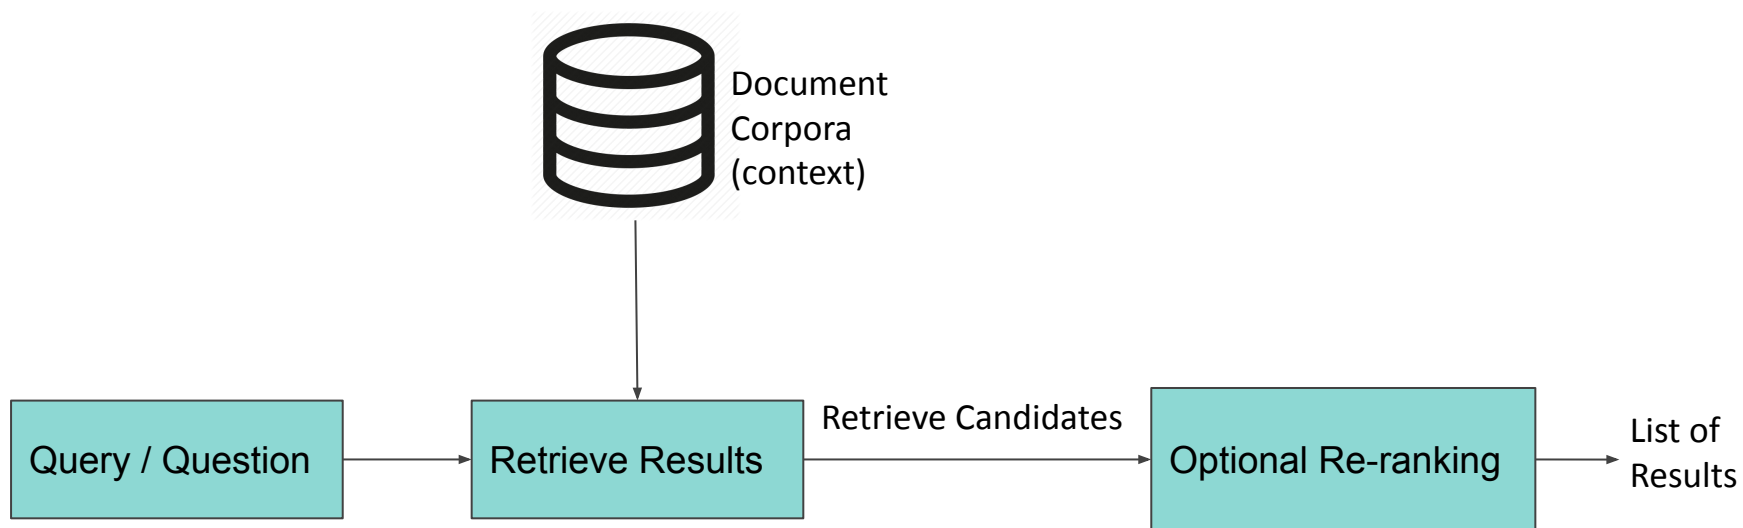 Document
Corpora
(context)
Query / Question
Retrieve Results
Retrieve Candidates
Optional Re-ranking
List of
Results